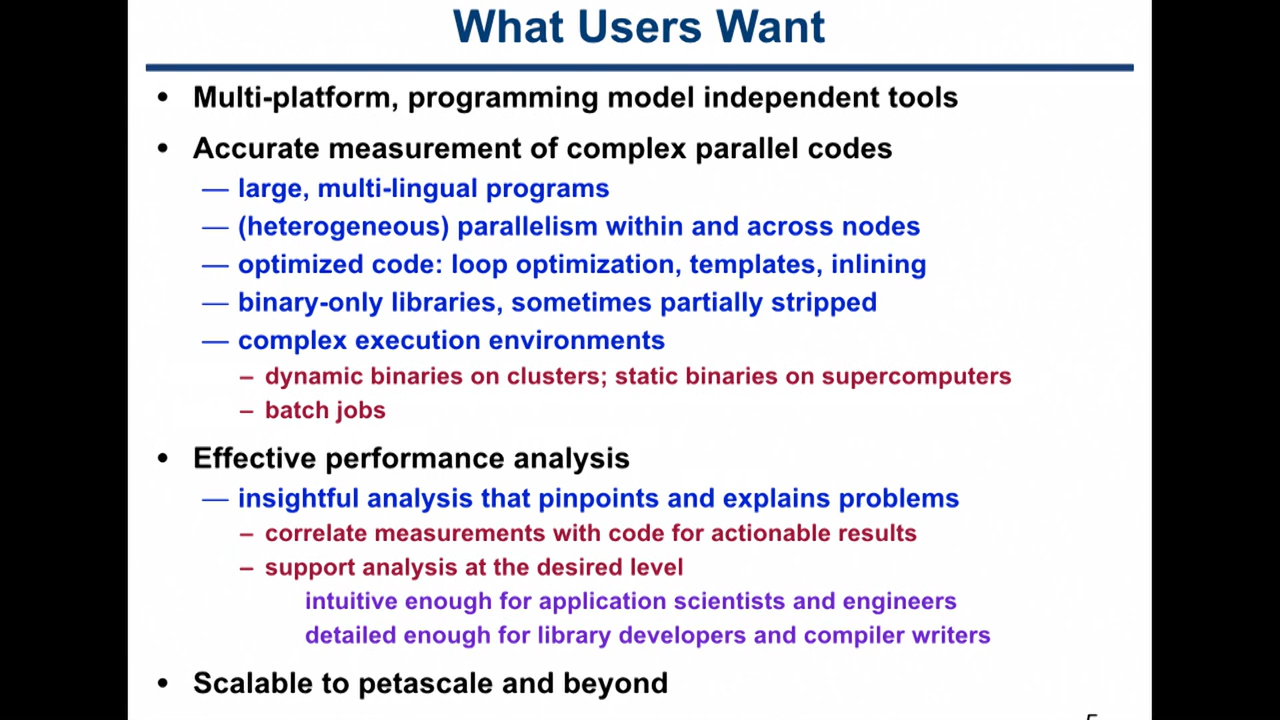 What Users Want
• Multi-platform, programming model independent tools
• Accurate measurement of complex parallel codes
— large, multi-lingual programs
— (heterogeneous) parallelism within and across nodes
— optimized code: loop optimization, templates, inlining
— binary-only libraries, sometimes partially stripped
— complex execution environments
– dynamic binaries on clusters; static binaries on supercomputers
– batch jobs
• Effective performance analysis
— insightful analysis that pinpoints and explains problems
– correlate measurements with code for actionable results
– support analysis at the desired level
intuitive enough for application scientists and engineers
detailed enough for library developers and compiler writers
• Scalable to petascale and beyond